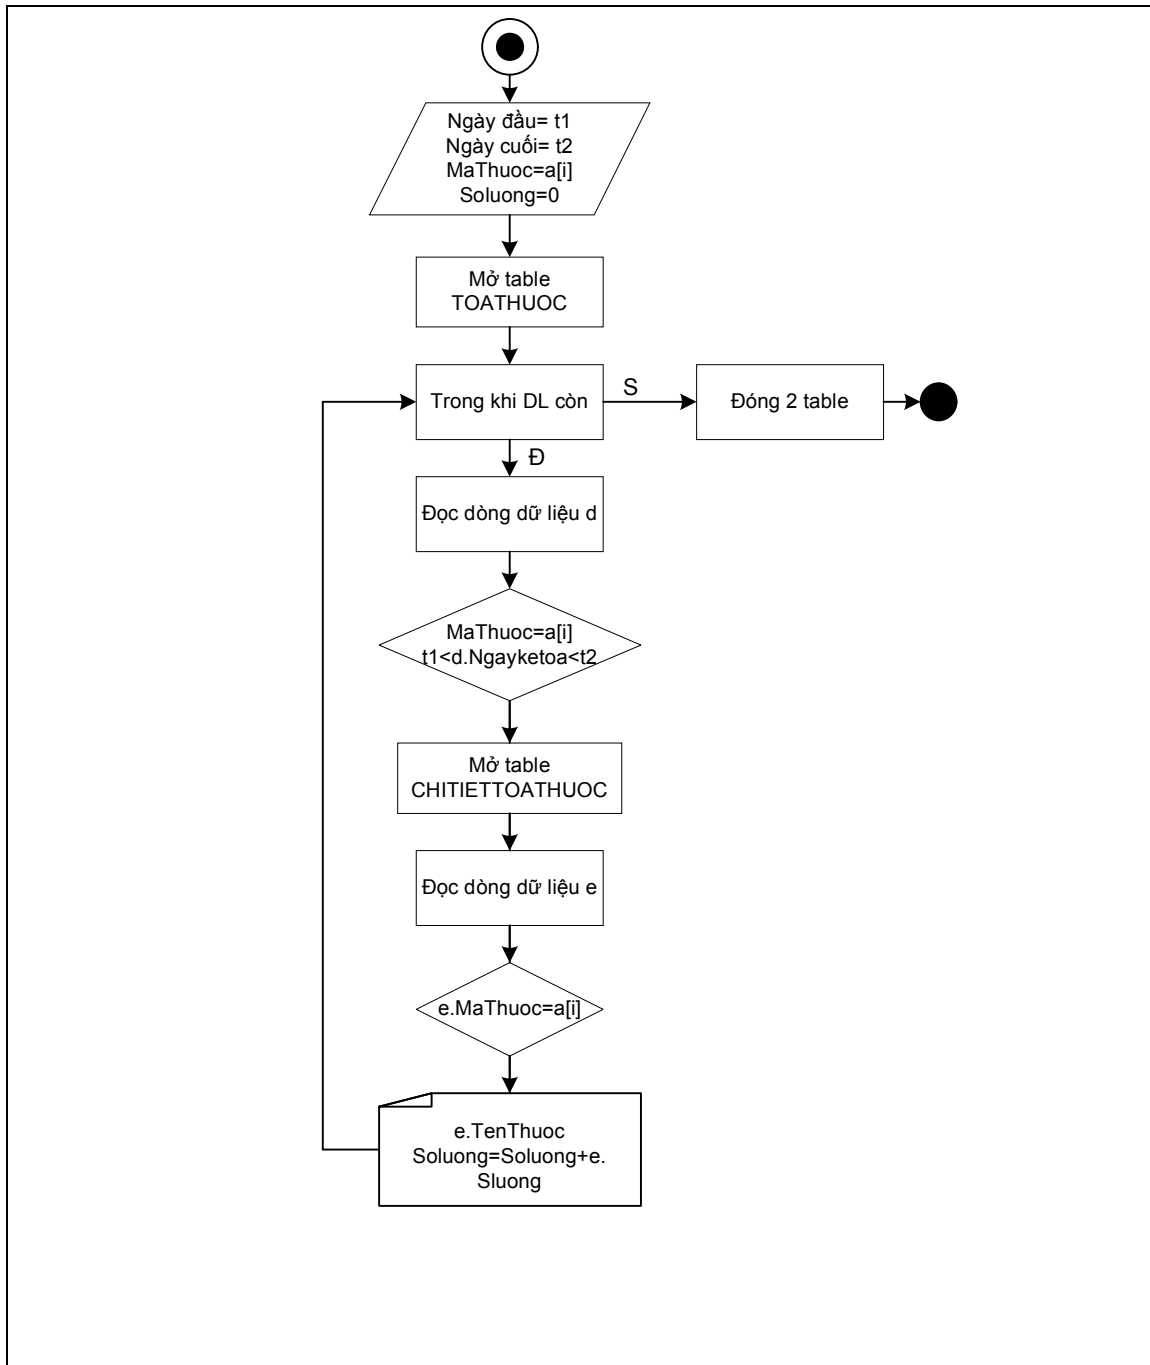 Ngày đầu= t1
Ngày cuối= t2
MaThuoc=a[i]
Soluong=0
Mở table
TOATHUOC
Trong khi DL còn
S
Đóng 2 table
Đ
Đọc dòng dữ liệu d
MaThuoc=a[i]
t1<d.Ngayketoa<t2
Mở table
CHITIETTOATHUOC
Đọc dòng dữ liệu e
e.MaThuoc=a[i]
e.TenThuoc
Soluong=Soluong+e.
Sluong